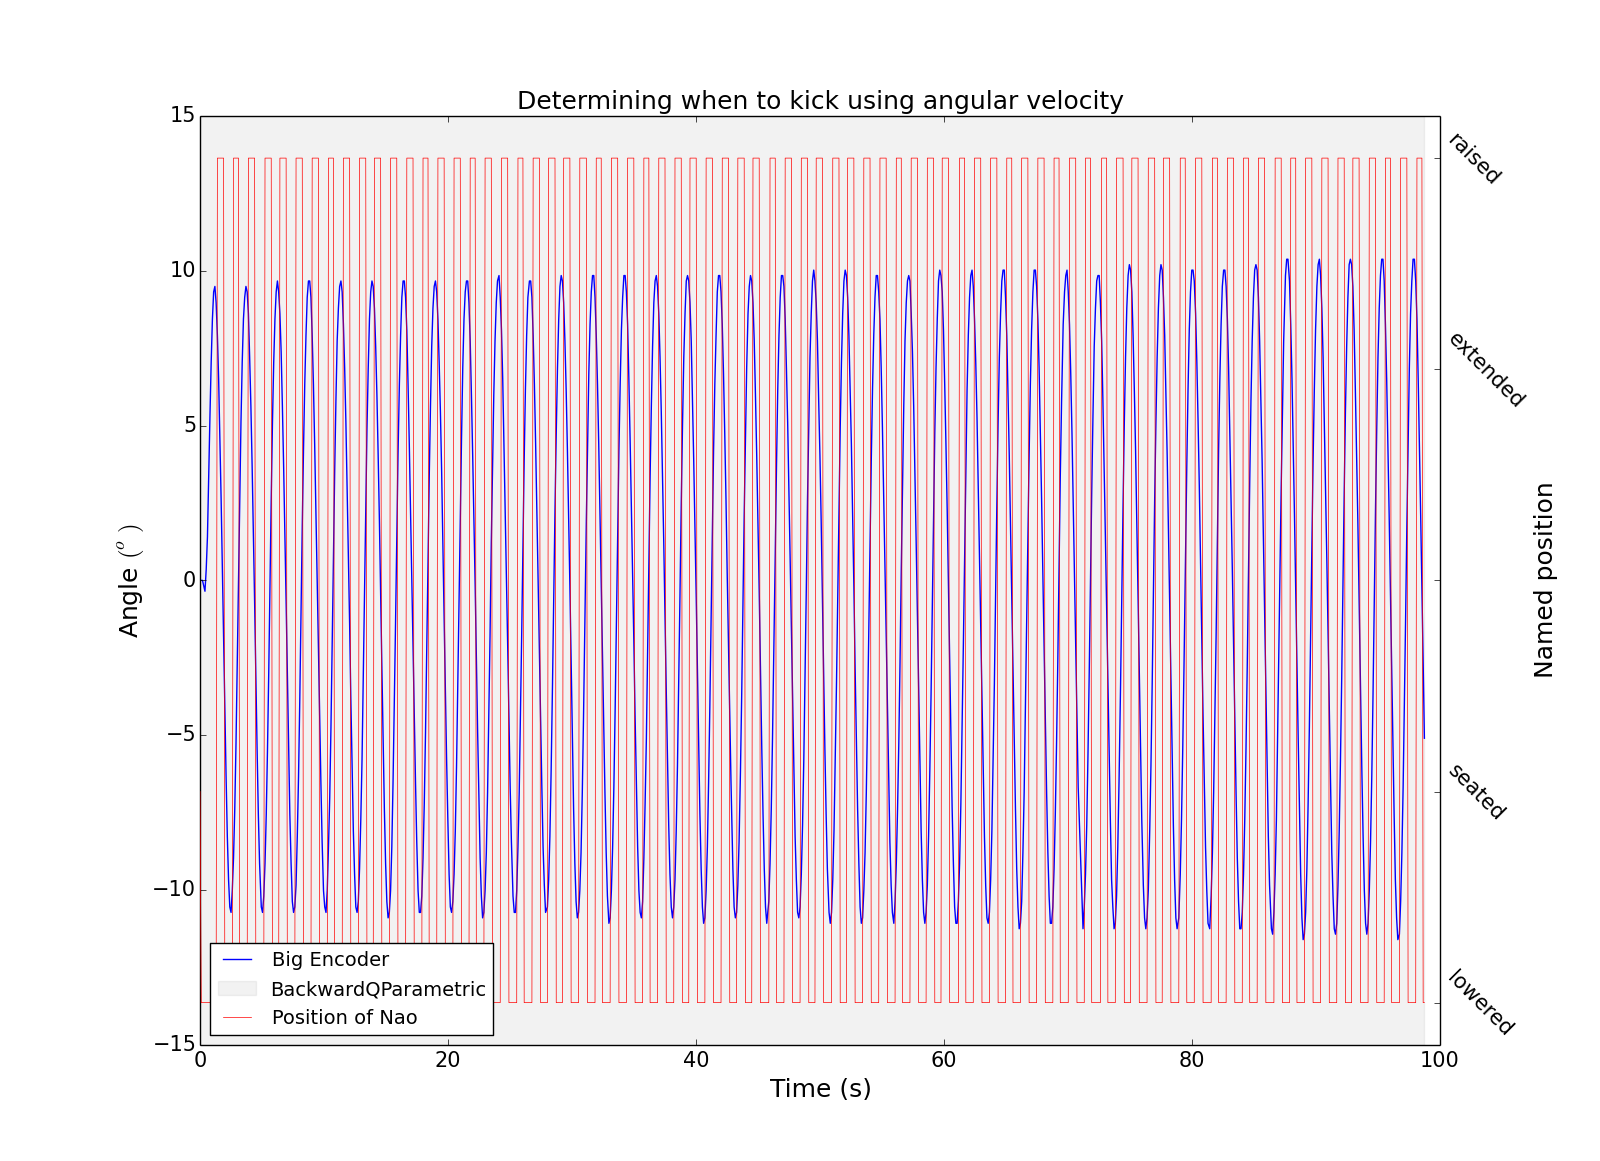 Determining when to kick using angular velocity
15
10
5
0
−5
−10
−15
Angle (o)
0
20
40
60
80
100
Time (s)
raised
extended
seated
lowered
Named position
Big Encoder
BackwardQParametric
Position of Nao